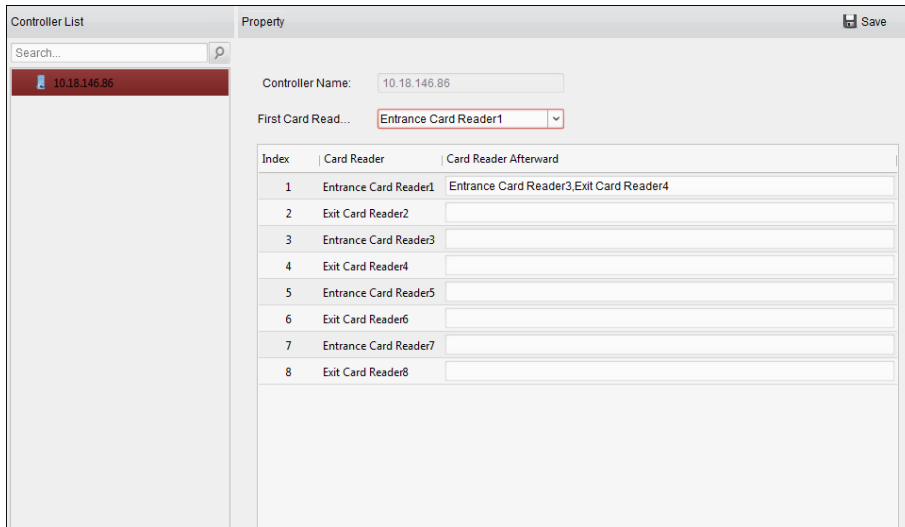 Controller List
Property
Save
Search...
10.18.146.86
Controller Name:
10.18.146.86
First Card Read...
Entrance Card Reader1
Index Card Reader Card Reader Afterward
1 Entrance Card Reader1 Entrance Card Reader3,Exit Card Reader4
2 Exit Card Reader2
3 Entrance Card Reader3
4 Exit Card Reader4
5 Entrance Card Reader5
6 Exit Card Reader6
7 Entrance Card Reader7
8 Exit Card Reader8